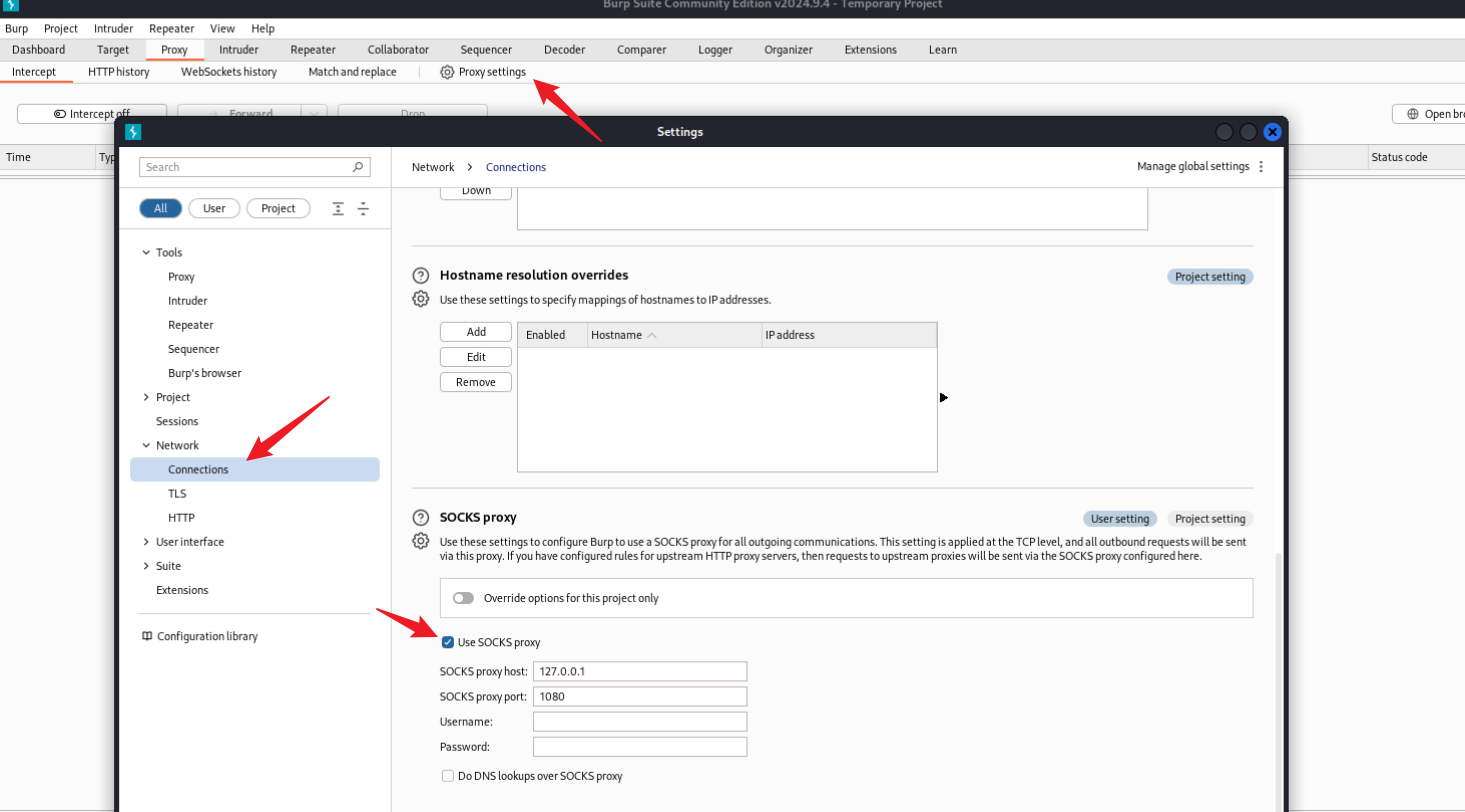 Burp Suite Community Edition v2024.9.4 - Temporary Project
Burp Project Intruder Repeater View Help
Dashboard Target Proxy Intruder Repeater Collaborator Sequencer Decoder Comparer Logger Organizer Extensions Learn
Intercept HTTP history WebSockets history Match and replace Proxy settings
Intercept off Forward Drop Open
Settings
Time Status code
Search
Network > Connections
Manage global settings
Down
All User Project
Tools
Proxy
Intruder
Repeater
Sequencer
Burp's browser
Project
Sessions
Network
Connections
TLS
HTTP
User interface
Suite
Extensions
Configuration library
Hostname resolution overrides
Project setting
Use these settings to specify mappings of hostnames to IP addresses.
Add
Edit
Remove
Enabled Hostname IP address
SOCKS proxy
User setting Project setting
Use these settings to configure Burp to use a SOCKS proxy for all outgoing communications. This setting is applied at the TCP level, and all outbound requests will be sent
via this proxy. If you have configured rules for upstream HTTP proxy servers, then requests to upstream proxies will be sent via the SOCKS proxy configured here.
Override options for this project only
Use SOCKS proxy
SOCKS proxy host: 127.0.0.1
SOCKS proxy port: 1080
Username:
Password:
Do DNS lookups over SOCKS proxy